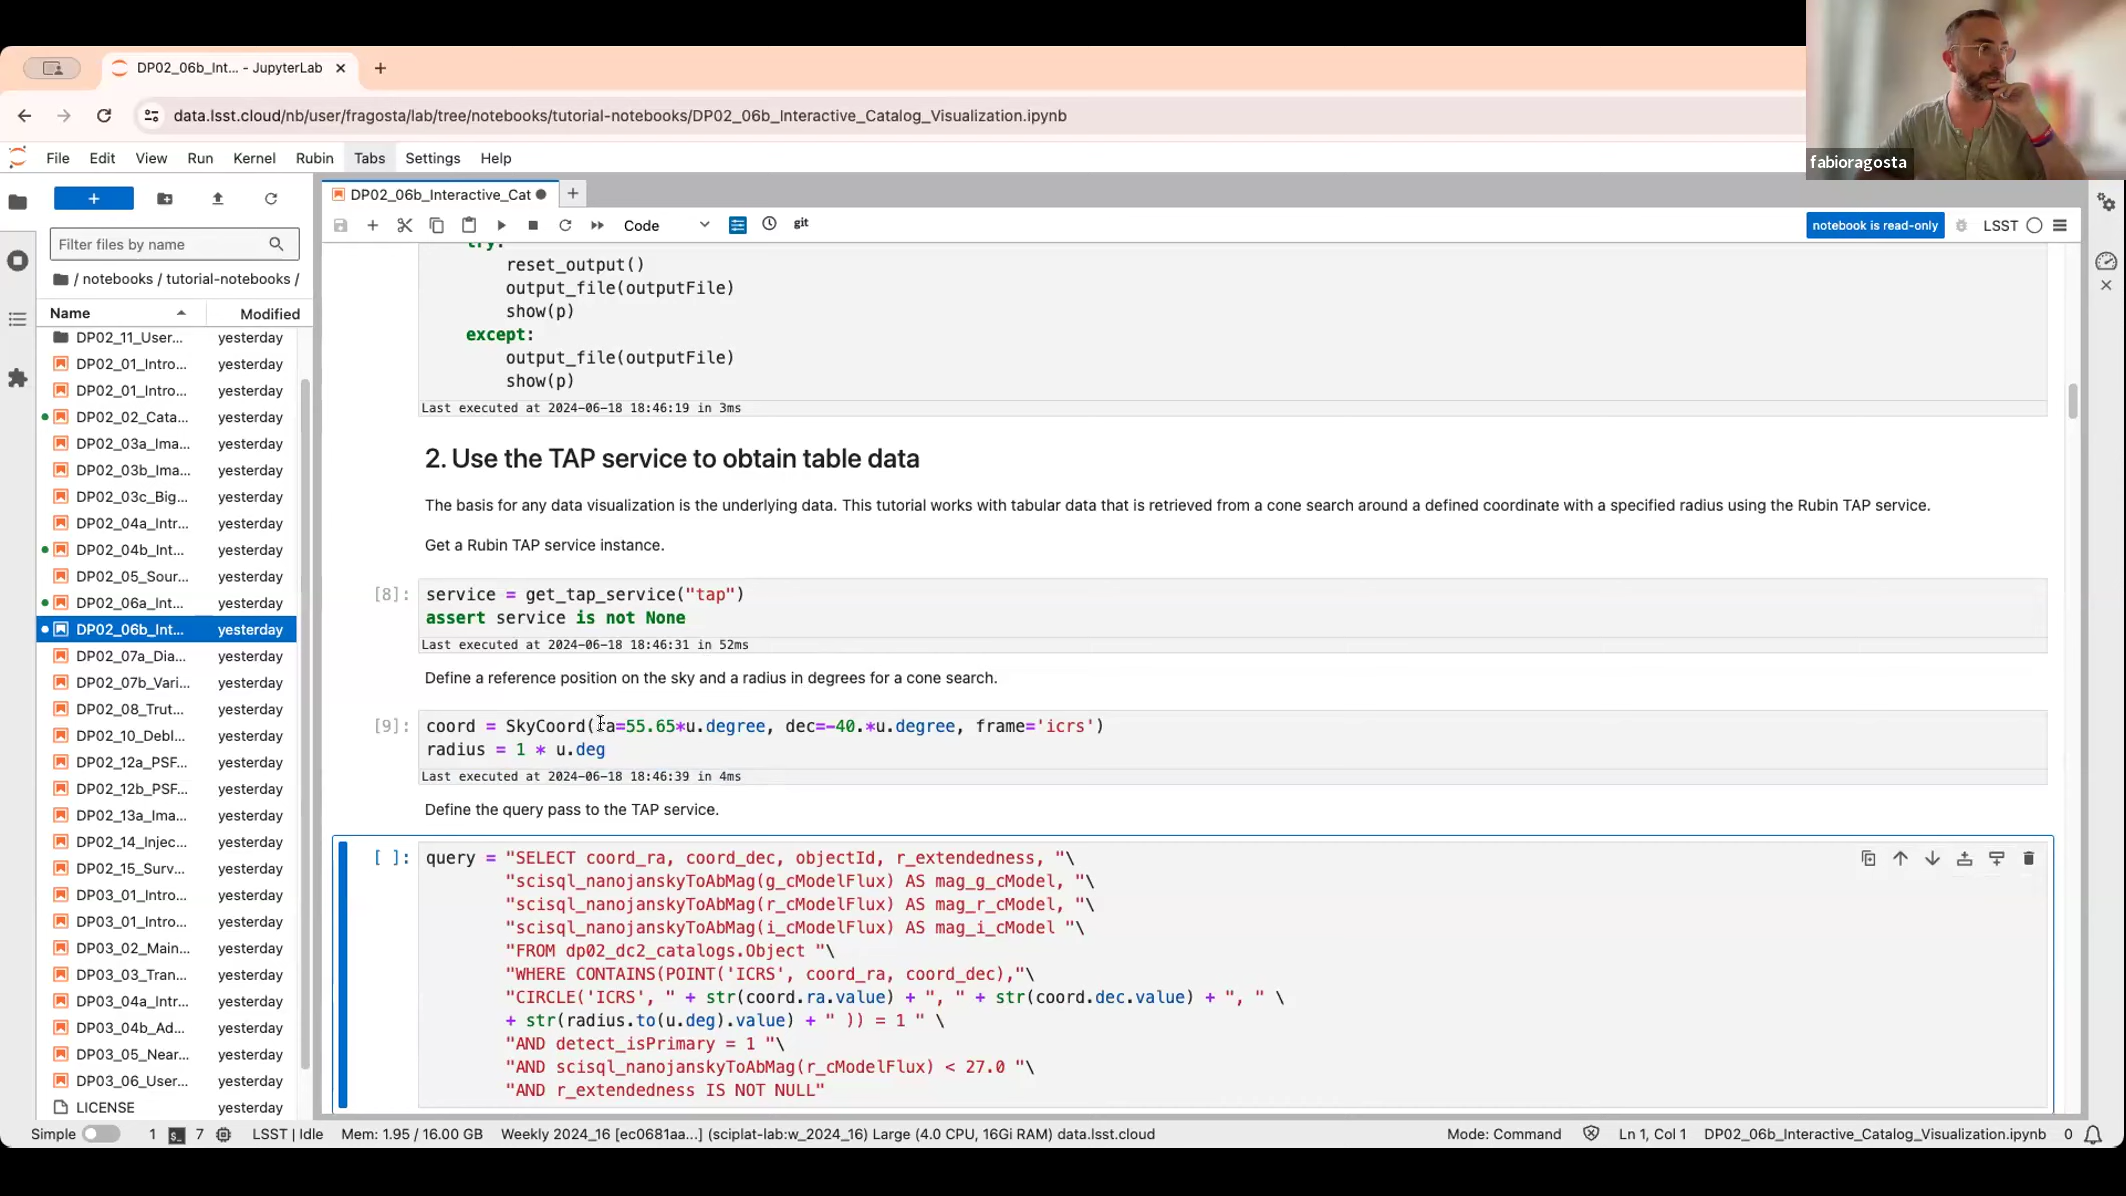 DP02_06b_Int... - JupyterLab
data.lsst.cloud/nb/user/fragosta/lab/tree/notebooks/tutorial-notebooks/DP02_06b_Interactive_Catalog_Visualization.ipynb
fabioragosta
File Edit View Run Kernel Rubin Tabs Settings Help
DP02_06b_Interactive_Cat
Code
git
notebook is read-only
LSST
Filter files by name
/ notebooks / tutorial-notebooks /
Name Modified
DP02_11_User... yesterday
DP02_01_Intro... yesterday
DP02_01_Intro... yesterday
DP02_02_Cata... yesterday
DP02_03a_Ima... yesterday
DP02_03b_Ima... yesterday
DP02_03c_Big... yesterday
DP02_04a_Intr... yesterday
DP02_04b_Int... yesterday
DP02_05_Sour... yesterday
DP02_06a_Int... yesterday
DP02_06b_Int... yesterday
DP02_07a_Dia... yesterday
DP02_07b_Vari... yesterday
DP02_08_Trut... yesterday
DP02_10_Debl... yesterday
DP02_12a_PSF... yesterday
DP02_12b_PSF... yesterday
DP02_13a_Ima... yesterday
DP02_14_Injec... yesterday
DP02_15_Surv... yesterday
DP03_01_Intro... yesterday
DP03_01_Intro... yesterday
DP03_02_Main... yesterday
DP03_03_Tran... yesterday
DP03_04a_Intr... yesterday
DP03_04b_Ad... yesterday
DP03_05_Near... yesterday
DP03_06_User... yesterday
LICENSE yesterday
try:
reset_output()
output_file(outputFile)
show(p)
except:
output_file(outputFile)
show(p)
Last executed at 2024-06-18 18:46:19 in 3ms
2. Use the TAP service to obtain table data
The basis for any data visualization is the underlying data. This tutorial works with tabular data that is retrieved from a cone search around a defined coordinate with a specified radius using the Rubin TAP service.
Get a Rubin TAP service instance.
[8]: service = get_tap_service("tap")
assert service is not None
Last executed at 2024-06-18 18:46:31 in 52ms
Define a reference position on the sky and a radius in degrees for a cone search.
[9]: coord = SkyCoord(ra=55.65*u.degree, dec=-40.*u.degree, frame='icrs')
radius = 1 * u.deg
Last executed at 2024-06-18 18:46:39 in 4ms
Define the query pass to the TAP service.
[ ]: query = "SELECT coord_ra, coord_dec, objectId, r_extendedness, "\
"scisql_nanojanskyToAbMag(g_cModelFlux) AS mag_g_cModel, "\
"scisql_nanojanskyToAbMag(r_cModelFlux) AS mag_r_cModel, "\
"scisql_nanojanskyToAbMag(i_cModelFlux) AS mag_i_cModel "\
"FROM dp02_dc2_catalogs.Object "\
"WHERE CONTAINS(POINT('ICRS', coord_ra, coord_dec),"\
"CIRCLE('ICRS', " + str(coord.ra.value) + ", " + str(coord.dec.value) + ", " \
+ str(radius.to(u.deg).value) + " )) = 1 " \
"AND detect_isPrimary = 1 "\
"AND scisql_nanojanskyToAbMag(r_cModelFlux) < 27.0 "\
"AND r_extendedness IS NOT NULL"
Simple 1 7 LSST | Idle Mem: 1.95 / 16.00 GB Weekly 2024_16 [ec0681aa...] (sciplat-lab:w_2024_16) Large (4.0 CPU, 16Gi RAM) data.lsst.cloud Mode: Command Ln 1, Col 1 DP02_06b_Interactive_Catalog_Visualization.ipynb 0